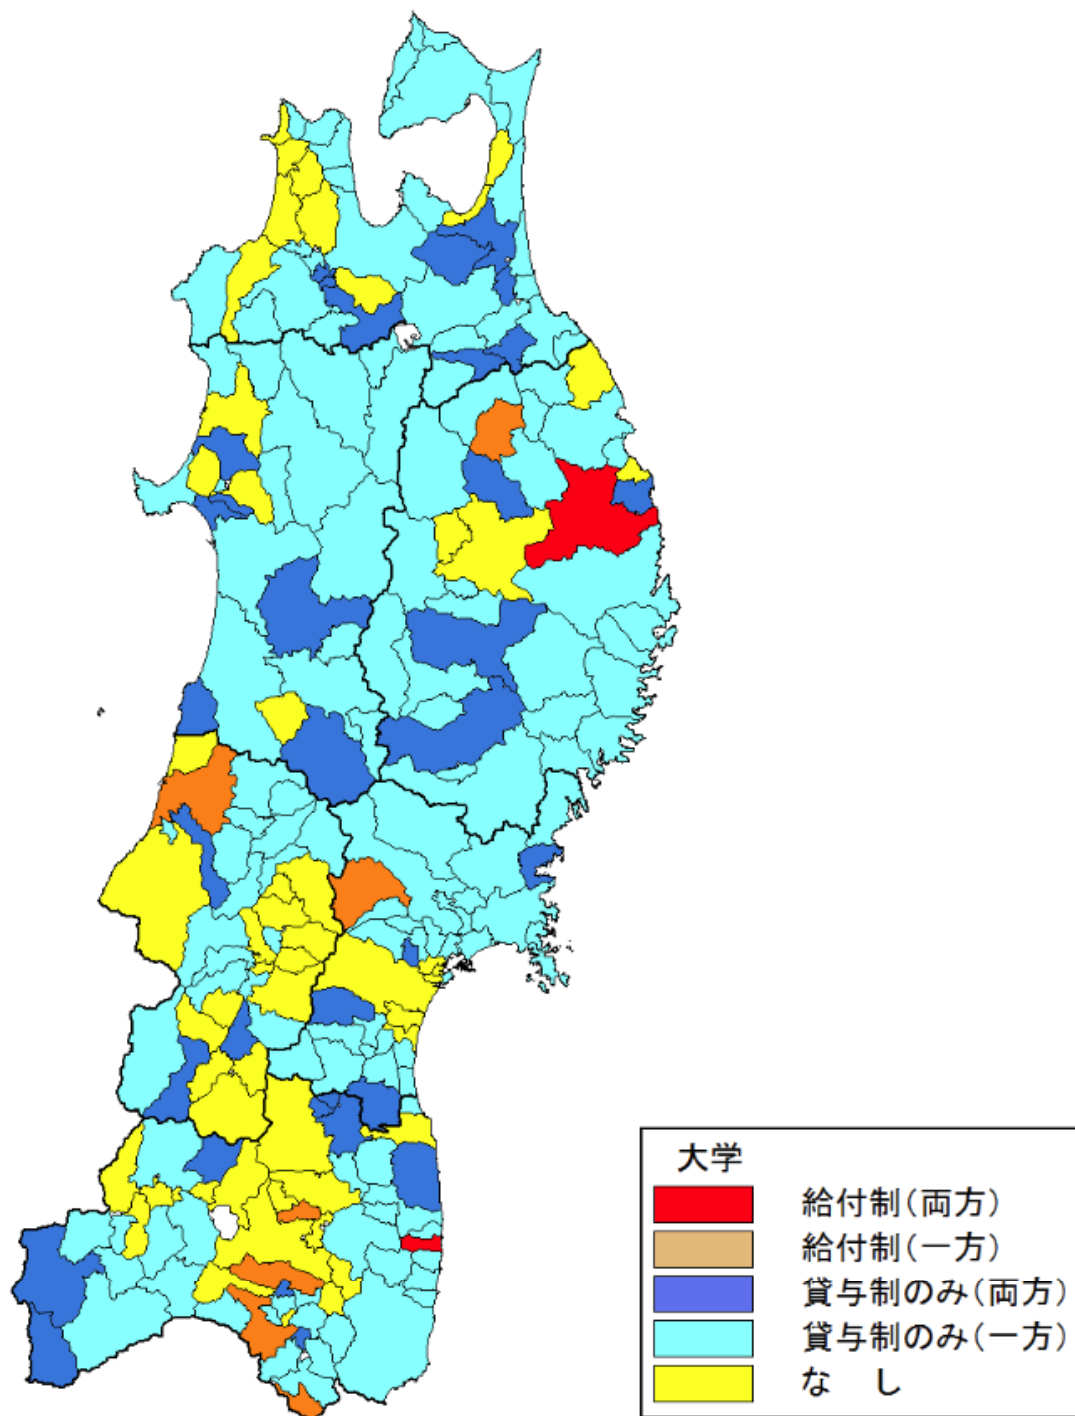 大学
給付制(両方)
給付制(一方)
貸与制のみ(両方)
貸与制のみ(一方)
な し